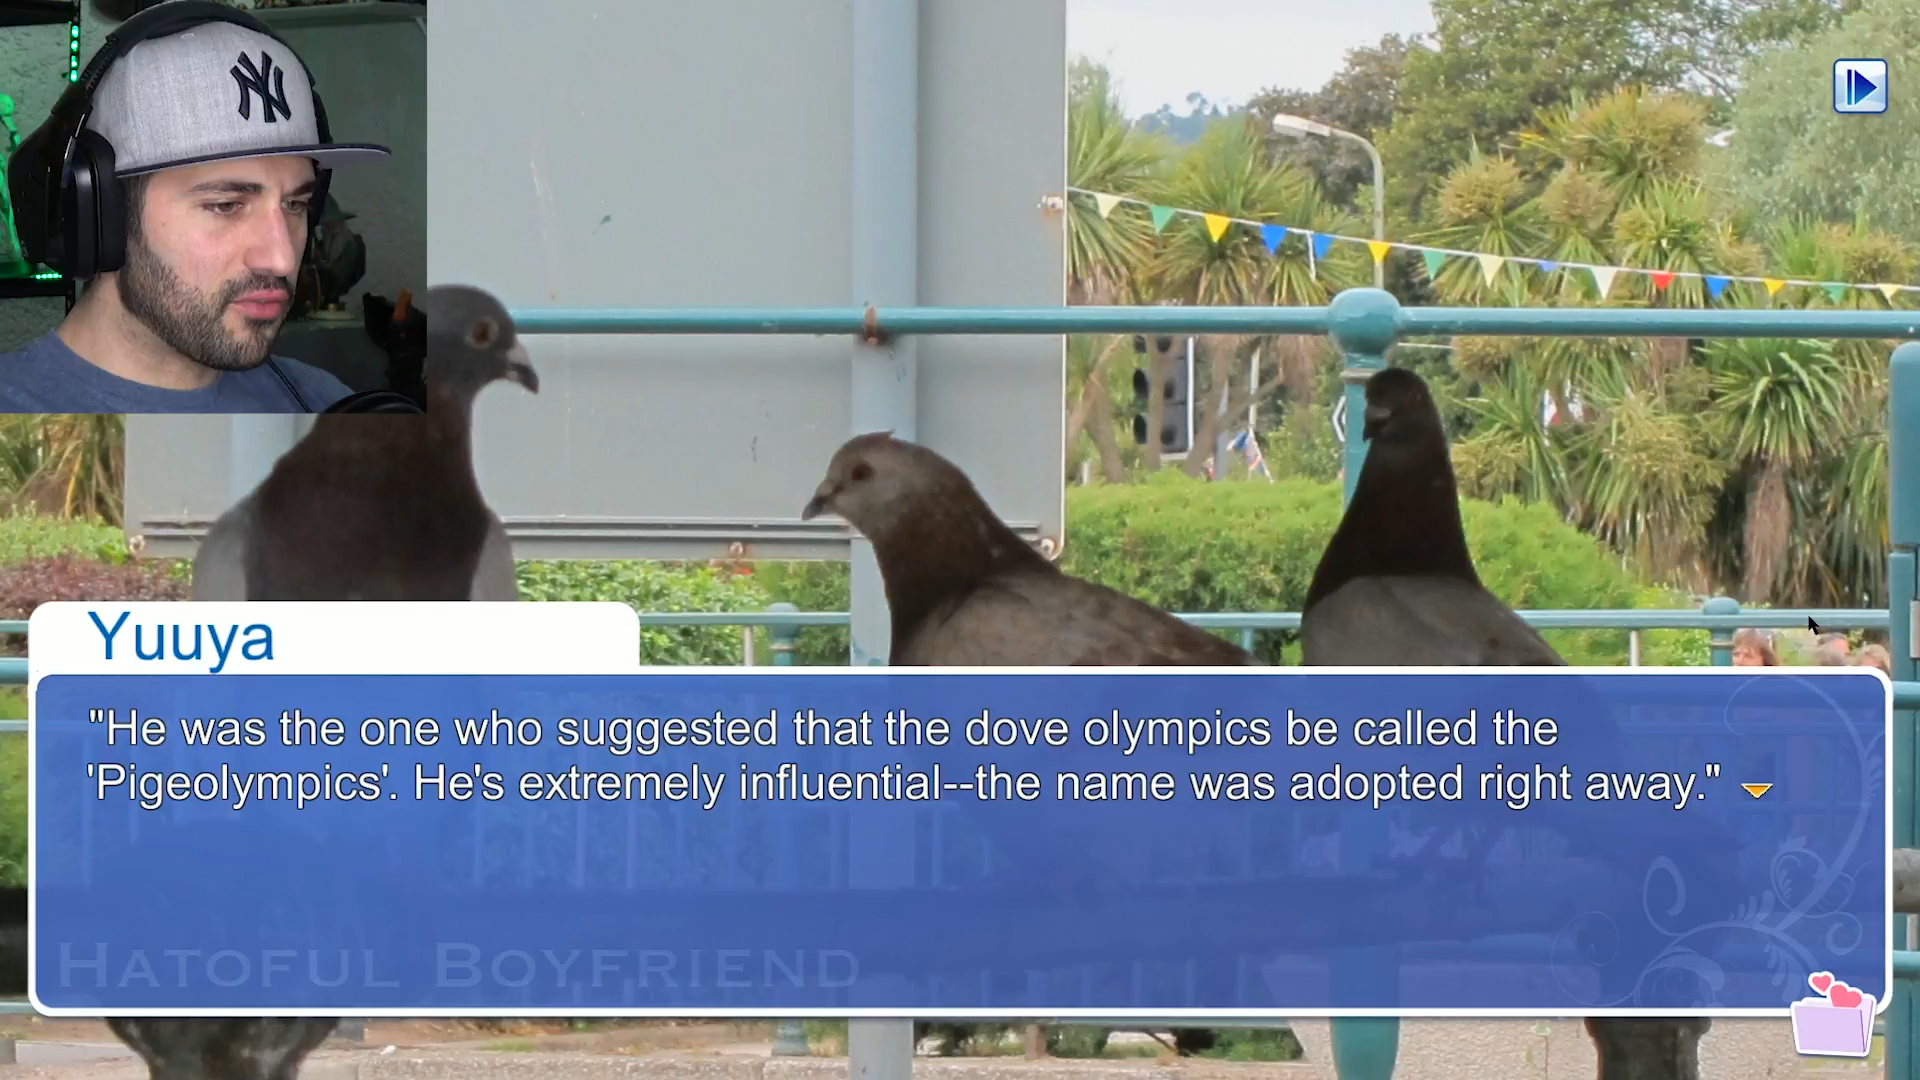 NY
Yuuya
"He was the one who suggested that the dove olympics be called the
'Pigeolympics'. He's extremely influential--the name was adopted right away."
HATOFUL BOYFRIEND